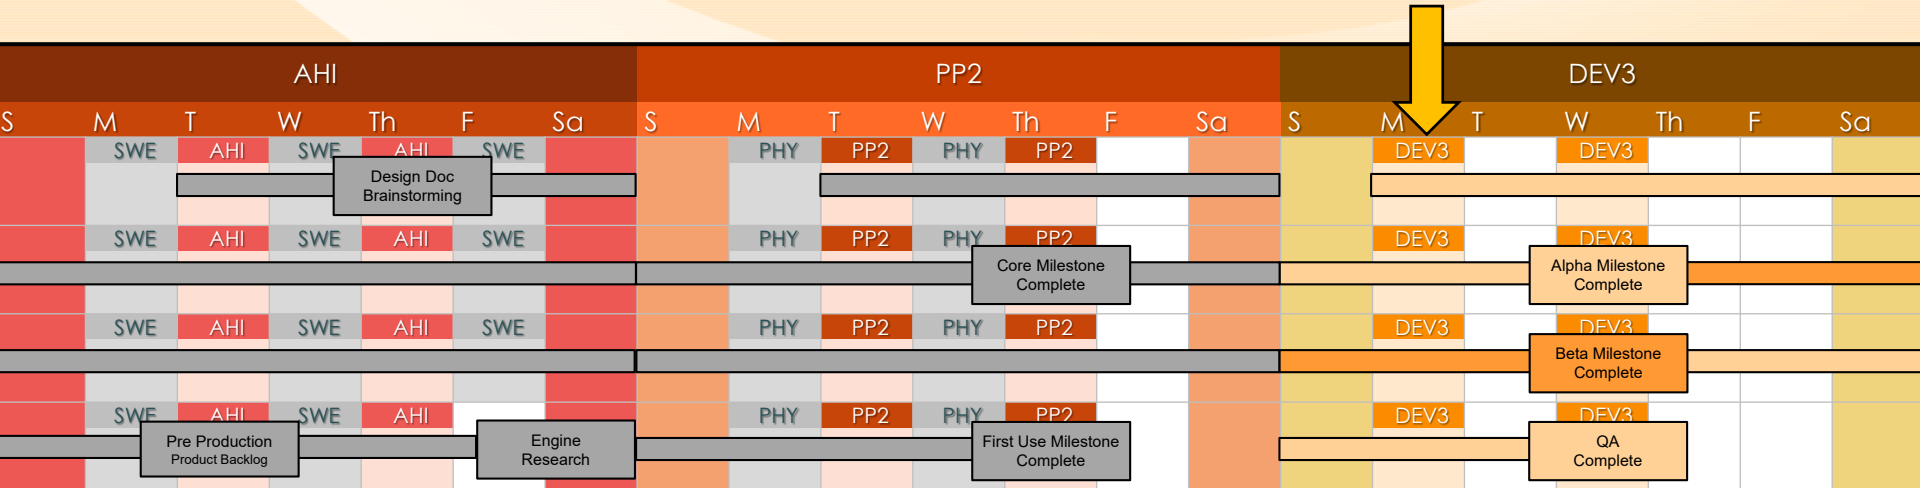 AHI PP2 DEV3
S M T W Th F Sa S M T W Th F Sa S M T W Th F Sa
SWE AHI SWE AHI SWE PHY PP2 PHY PP2 DEV3 DEV3
Design Doc
Brainstorming
SWE AHI SWE AHI SWE PHY PP2 PHY PP2 DEV3 DEV3
Core Milestone
Complete
Alpha Milestone
Complete
SWE AHI SWE AHI SWE PHY PP2 PHY PP2 DEV3 DEV3
Beta Milestone
Complete
SWE AHI SWE AHI PHY PP2 PHY PP2 DEV3 DEV3
Pre Production
Product Backlog
Engine
Research
First Use Milestone
Complete
QA
Complete